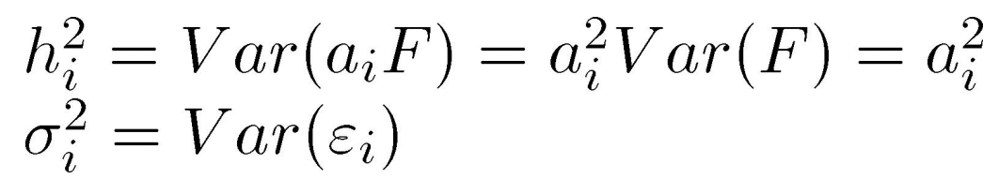 h_i^2 = Var(a_i F) = a_i^2 Var(F) = a_i^2
σ_i^2 = Var(ε_i)